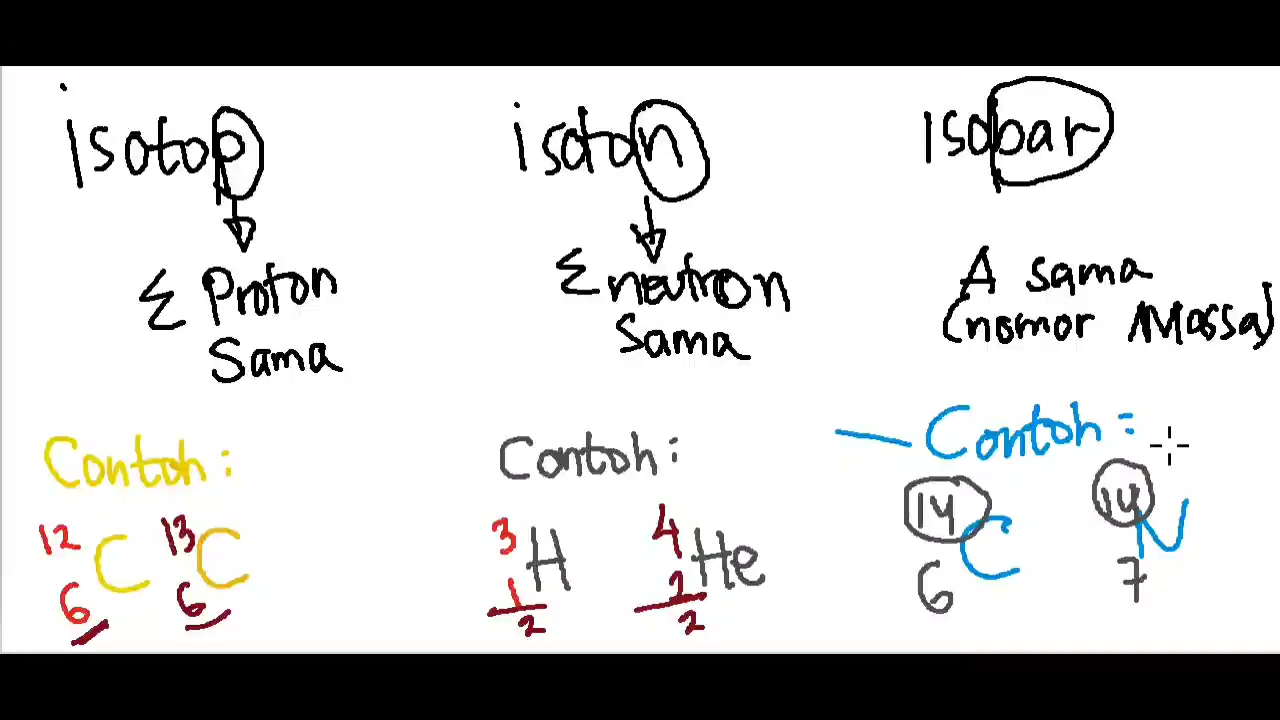 isotop isoton isobar
Σ Proton Sama
Σ neutron Sama
A sama (nomor Massa)
Contoh: Contoh: Contoh:
12 6 C 13 6 C
3 1 H 2 4 2 He 2
14 6 C 14 7 N